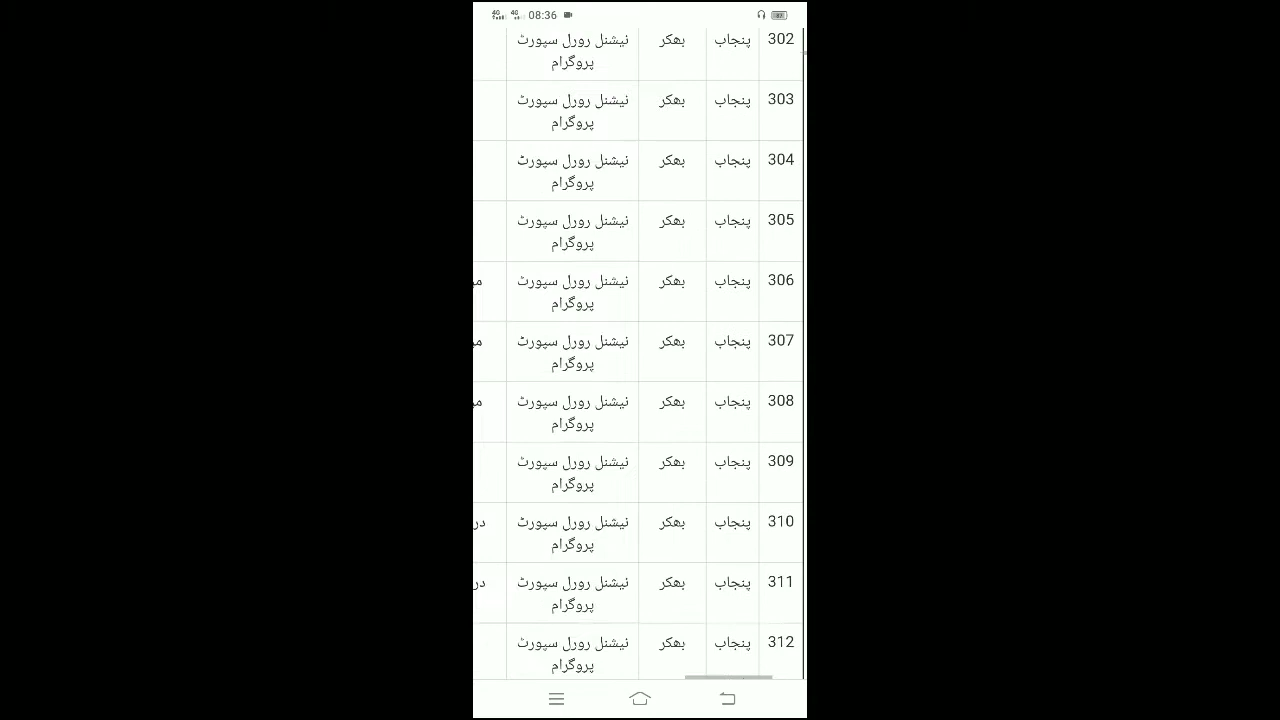 4G 4G 08:36
302 پنجاب بھکر نیشنل رورل سپورٹ
پروگرام
303 پنجاب بھکر نیشنل رورل سپورٹ
پروگرام
304 پنجاب بھکر نیشنل رورل سپورٹ
پروگرام
305 پنجاب بھکر نیشنل رورل سپورٹ
پروگرام
306 پنجاب بھکر نیشنل رورل سپورٹ
پروگرام
307 پنجاب بھکر نیشنل رورل سپورٹ
پروگرام
308 پنجاب بھکر نیشنل رورل سپورٹ
پروگرام
309 پنجاب بھکر نیشنل رورل سپورٹ
پروگرام
310 پنجاب بھکر نیشنل رورل سپورٹ
پروگرام
311 پنجاب بھکر نیشنل رورل سپورٹ
پروگرام
312 پنجاب بھکر نیشنل رورل سپورٹ
پروگرام